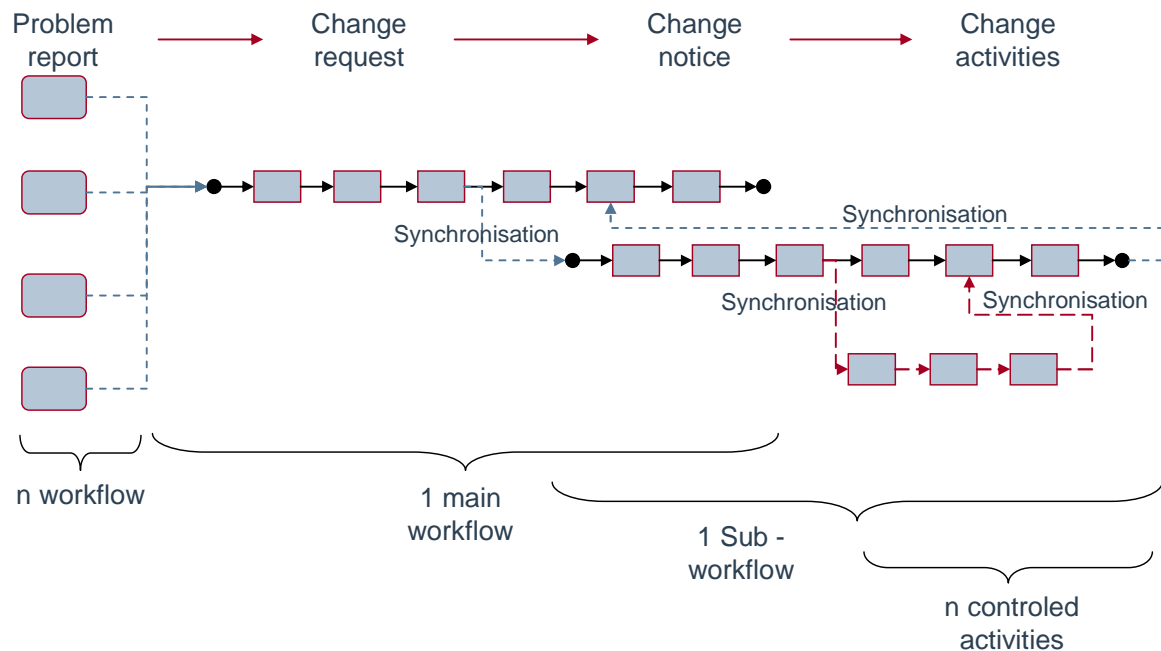 Problem
report
Change
request
Change
notice
Change
activities
Synchronisation
Synchronisation
Synchronisation
Synchronisation
n workflow
1 main
workflow
1 Sub -
workflow
n controled
activities